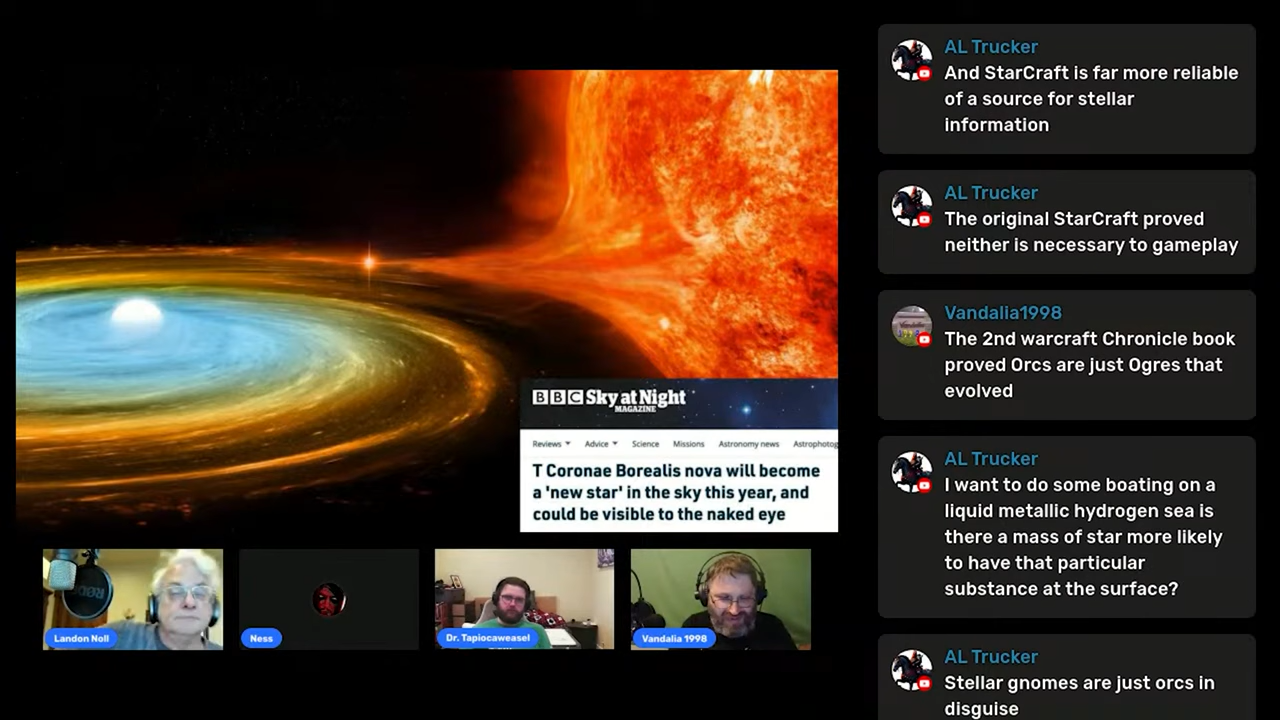 BBC Sky at Night
MAGAZINE
Reviews Advice Science Missions Astronomy news Astrophotog
T Coronae Borealis nova will become
a 'new star' in the sky this year, and
could be visible to the naked eye
Landon Noll
Ness
Dr. Tapiocaweasel
Vandalia 1998
AL Trucker
And StarCraft is far more reliable
of a source for stellar
information
AL Trucker
The original StarCraft proved
neither is necessary to gameplay
Vandalia1998
The 2nd warcraft Chronicle book
proved Orcs are just Ogres that
evolved
AL Trucker
I want to do some boating on a
liquid metallic hydrogen sea is
there a mass of star more likely
to have that particular
substance at the surface?
AL Trucker
Stellar gnomes are just orcs in
disguise